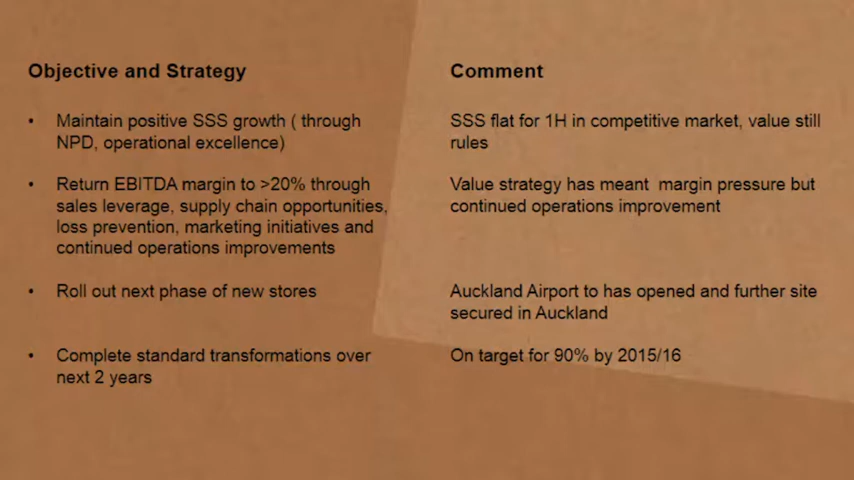 Objective and Strategy
Comment
• Maintain positive SSS growth ( through
NPD, operational excellence)
SSS flat for 1H in competitive market, value still
rules
• Return EBITDA margin to >20% through
sales leverage, supply chain opportunities,
loss prevention, marketing initiatives and
continued operations improvements
Value strategy has meant  margin pressure but
continued operations improvement
• Roll out next phase of new stores
Auckland Airport to has opened and further site
secured in Auckland
• Complete standard transformations over
next 2 years
On target for 90% by 2015/16